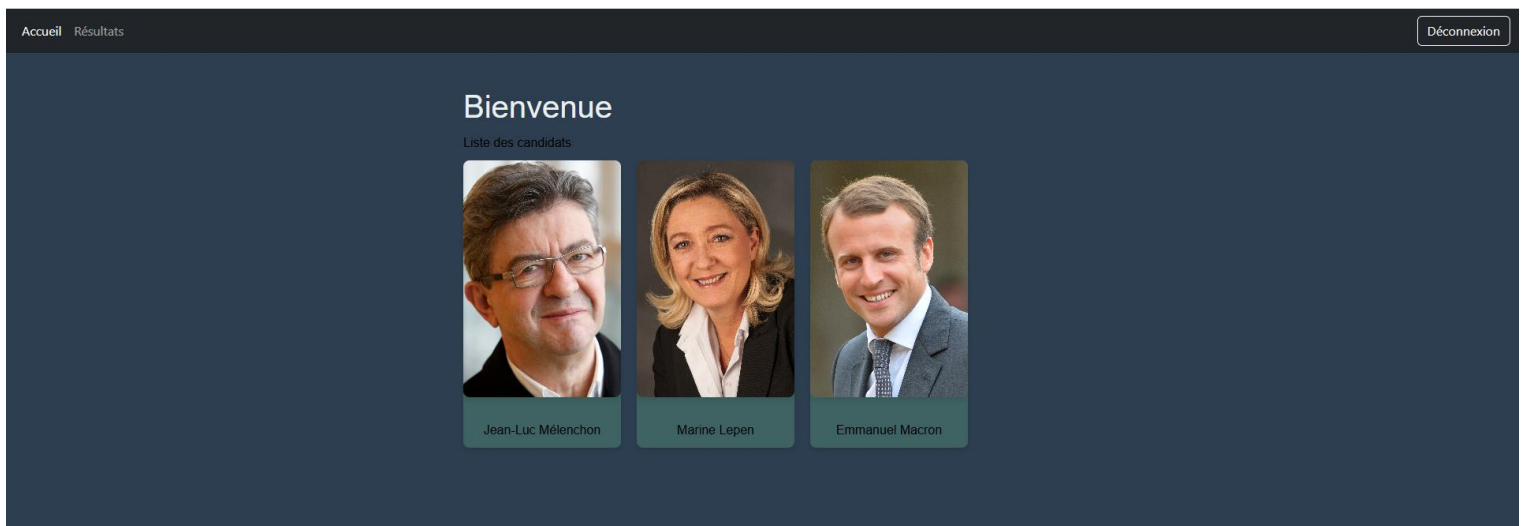 Accueil Résultats Déconnexion
Bienvenue
Liste des candidats
Jean-Luc Mélenchon Marine Lepen Emmanuel Macron